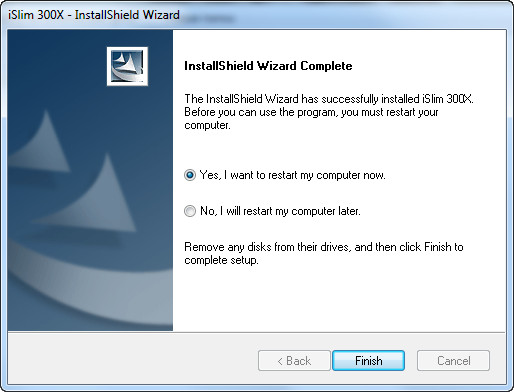 iSlim 300X - InstallShield Wizard
InstallShield Wizard Complete
The InstallShield Wizard has successfully installed iSlim 300X.
Before you can use the program, you must restart your
computer.
Yes, I want to restart my computer now.
No, I will restart my computer later.
Remove any disks from their drives, and then click Finish to
complete setup.
< Back
Finish
Cancel